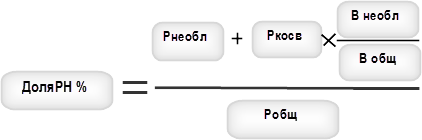 ДоляРН % = (Рнеобл + Ркосв × В необл / В общ) / Робщ